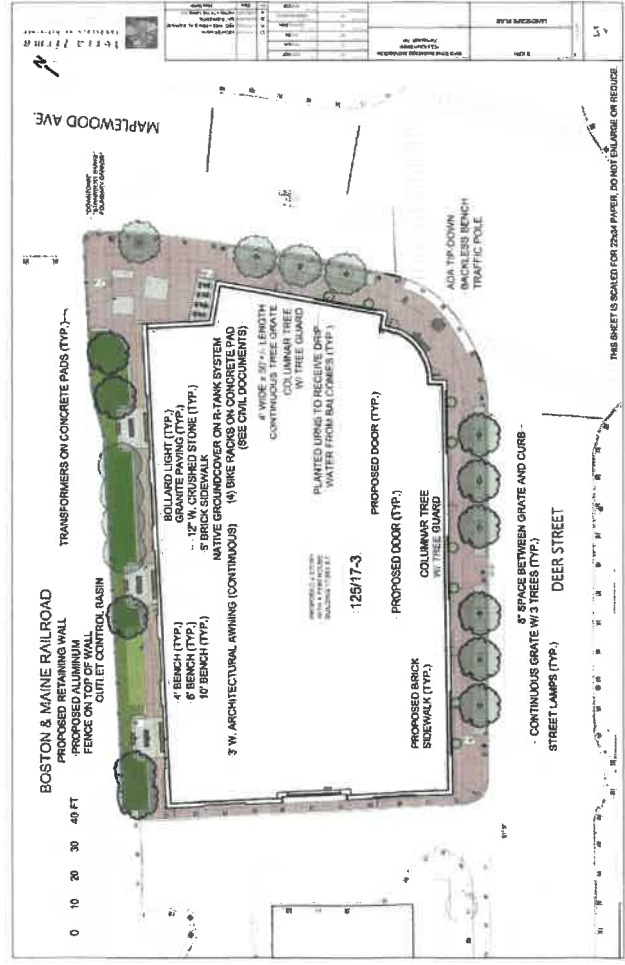 BOSTON & MAINE RAILROAD
PROPOSED RETAINING WALL
PROPOSED ALUMINUM
FENCE ON TOP OF WALL
OUTLET CONTROL BASIN
0 10 20 30 40 FT
TRANSFORMERS ON CONCRETE PADS (TYP.)
MAPLEWOOD AVE.
4' BENCH (TYP.)
6' BENCH (TYP.)
10' BENCH (TYP.)
3' W. ARCHITECTURAL AWNING (CONTINUOUS)
BOLLARD LIGHT (TYP.)
GRANITE PAVING (TYP.)
12" W. CRUSHED STONE (TYP.)
5' BRICK SIDEWALK
NATIVE GROUNDCOVER ON R-TANK SYSTEM
(4) BIKE RACKS ON CONCRETE PAD
(SEE CIVIL DOCUMENTS)
4' WIDE x 50'+/- LENGTH
CONTINUOUS TREE GRATE
COLUMNAR TREE
W/ TREE GUARD
PLANTED URNS TO RECEIVE DRIP
WATER FROM BALCONIES (TYP.)
125/17-3
PROPOSED DOOR (TYP.)
PROPOSED DOOR (TYP.)
COLUMNAR TREE
W/ TREE GUARD
PROPOSED BRICK
SIDEWALK (TYP.)
ADA TIP-DOWN
BACKLESS BENCH
TRAFFIC POLE
8" SPACE BETWEEN GRATE AND CURB
CONTINUOUS GRATE W/ 3 TREES (TYP.)
STREET LAMPS (TYP.)
DEER STREET
LANDSCAPE PLAN
THIS SHEET IS SCALED FOR 22x34 PAPER, DO NOT ENLARGE OR REDUCE.